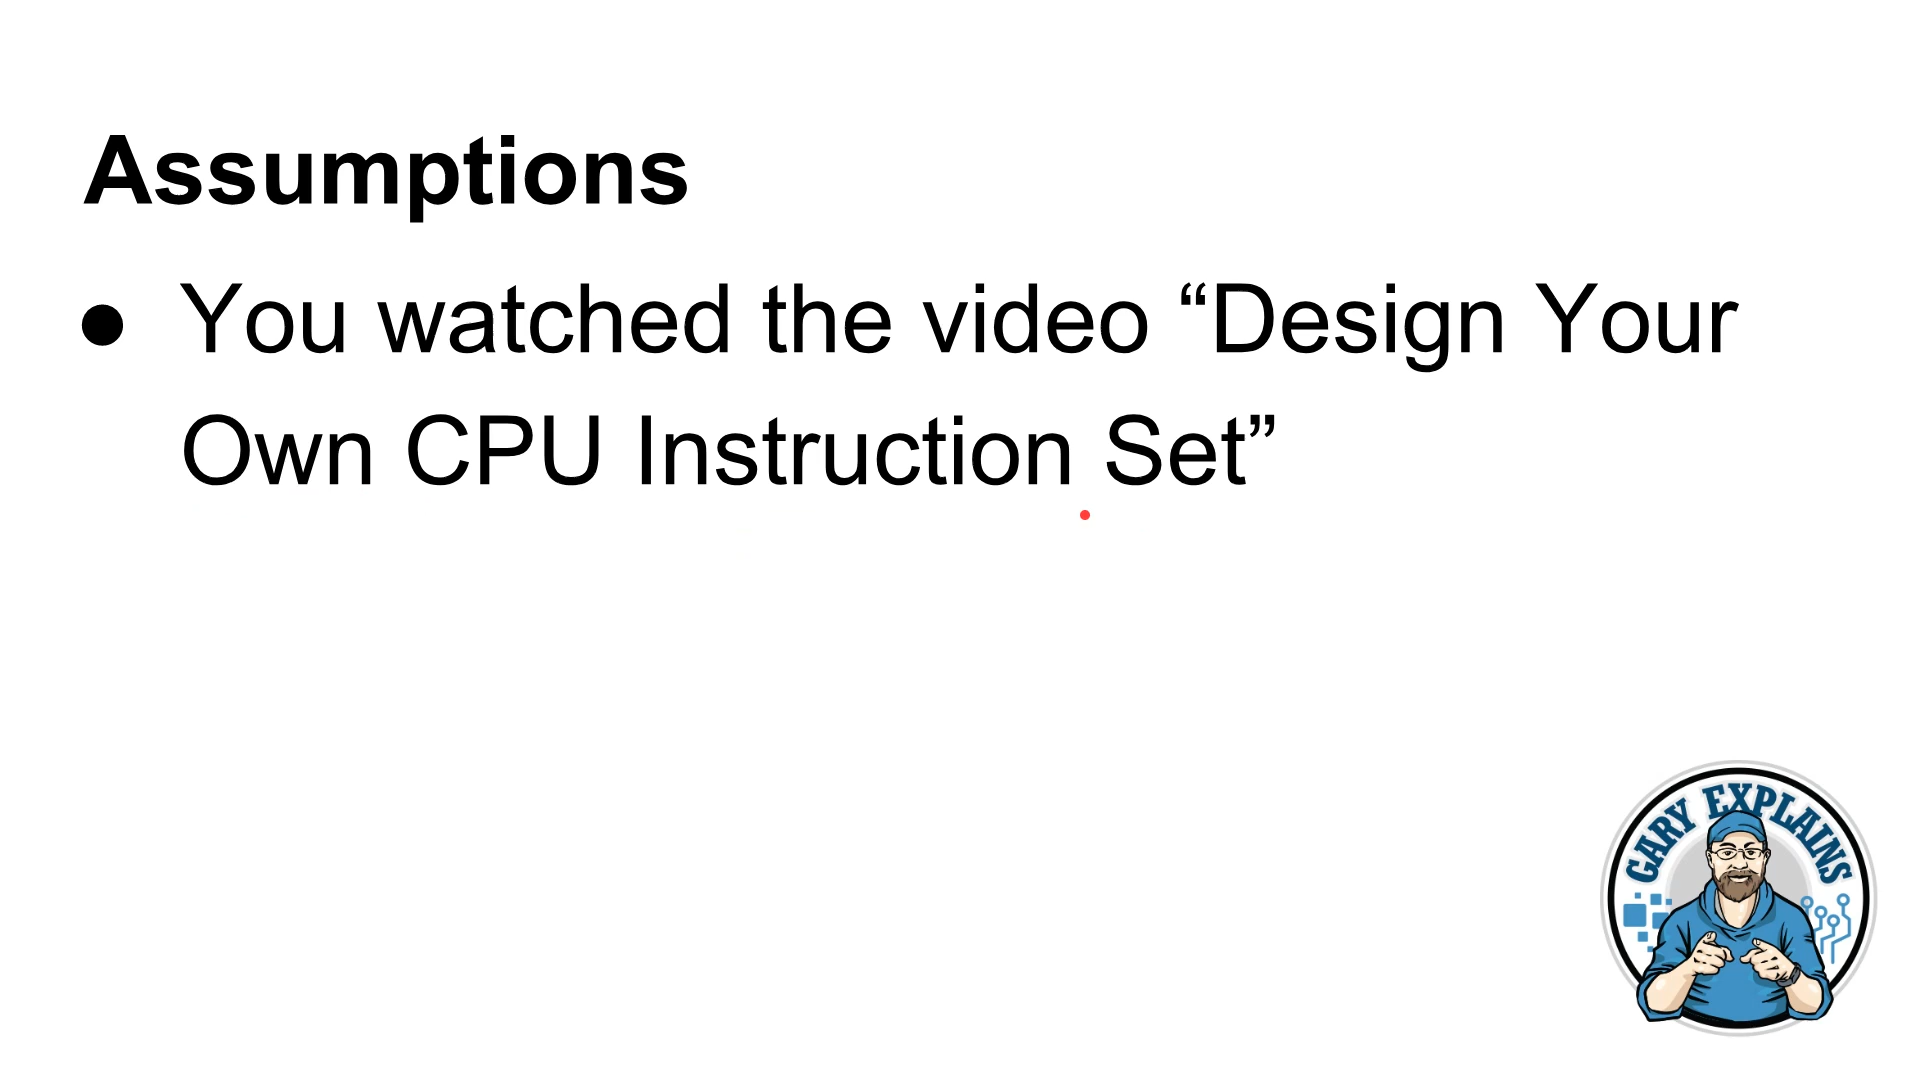 Assumptions
● You watched the video “Design Your
Own CPU Instruction Set”
GARY EXPLAINS